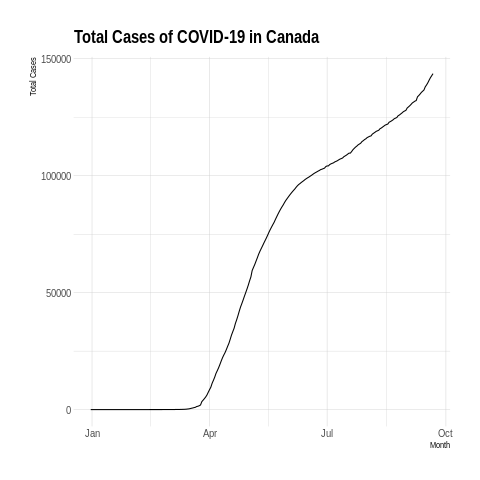 Total Cases of COVID-19 in Canada
Total Cases
150000
100000
50000
0
Jan Apr Jul Oct
Month